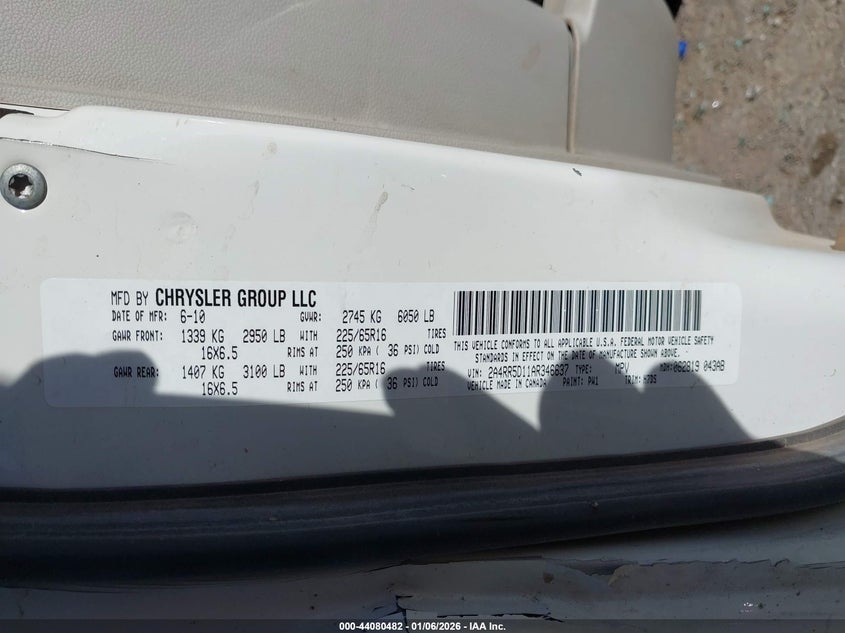 MFD BY CHRYSLER GROUP LLC
DATE OF MFR: 6-10 GVWR: 2745 KG 6050 LB
GAWR FRONT: 1339 KG 2950 LB WITH 225/65R16 TIRES
16X6.5 RIMS AT 250 KPA ( 36 PSI) COLD
GAWR REAR: 1407 KG 3100 LB WITH 225/65R16 TIRES
16X6.5 RIMS AT 250 KPA ( 36 PSI) COLD
THIS VEHICLE CONFORMS TO ALL APPLICABLE U.S.A. FEDERAL MOTOR VEHICLE SAFETY
STANDARDS IN EFFECT ON THE DATE OF MANUFACTURE SHOWN ABOVE.
VIN: 2A4RR5D11AR346837 TYPE: MPV MDH:062819 043AB
VEHICLE MADE IN CANADA PAINT: PW1 TRIM:
000-44080482 - 01/06/2026 - IAA Inc.